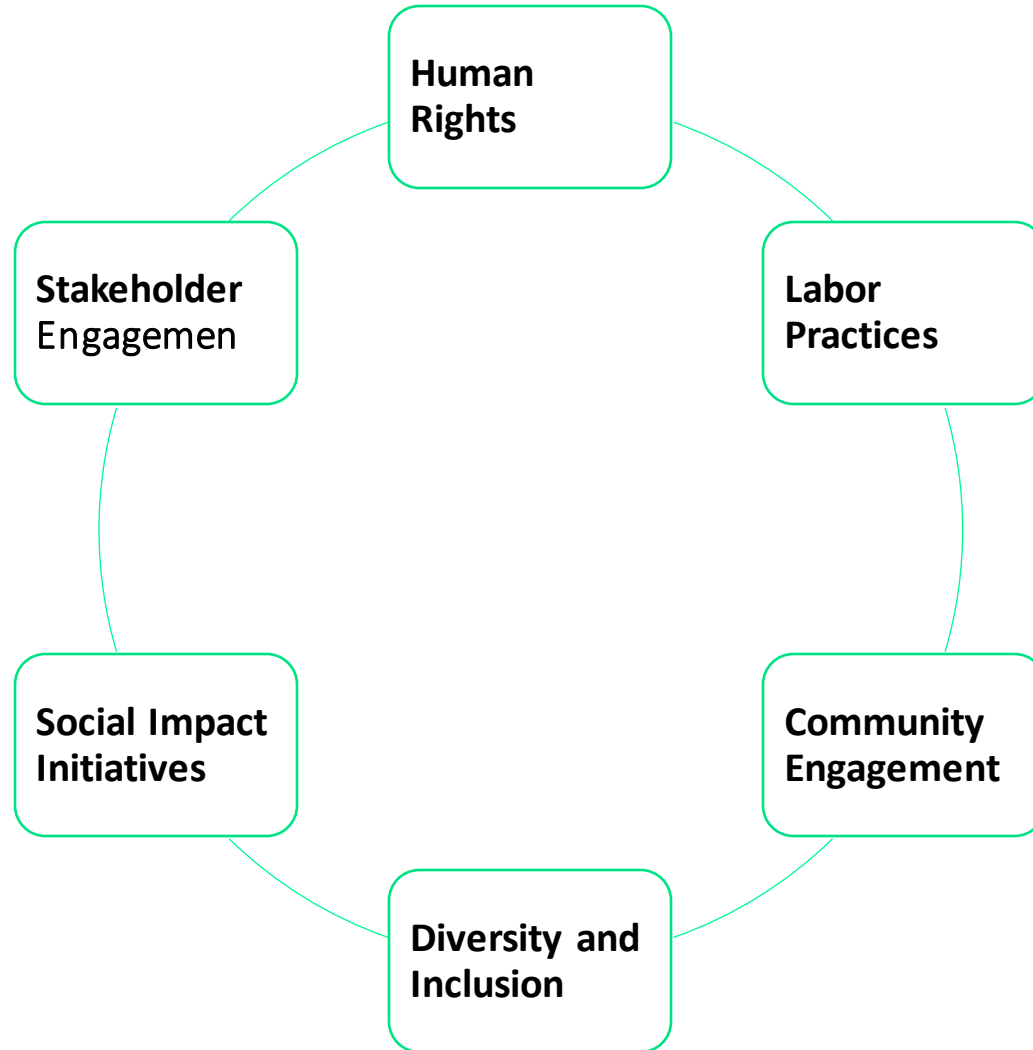 Human
Rights
Labor
Practices
Community
Engagement
Diversity and
Inclusion
Social Impact
Initiatives
Stakeholder
Engagemen